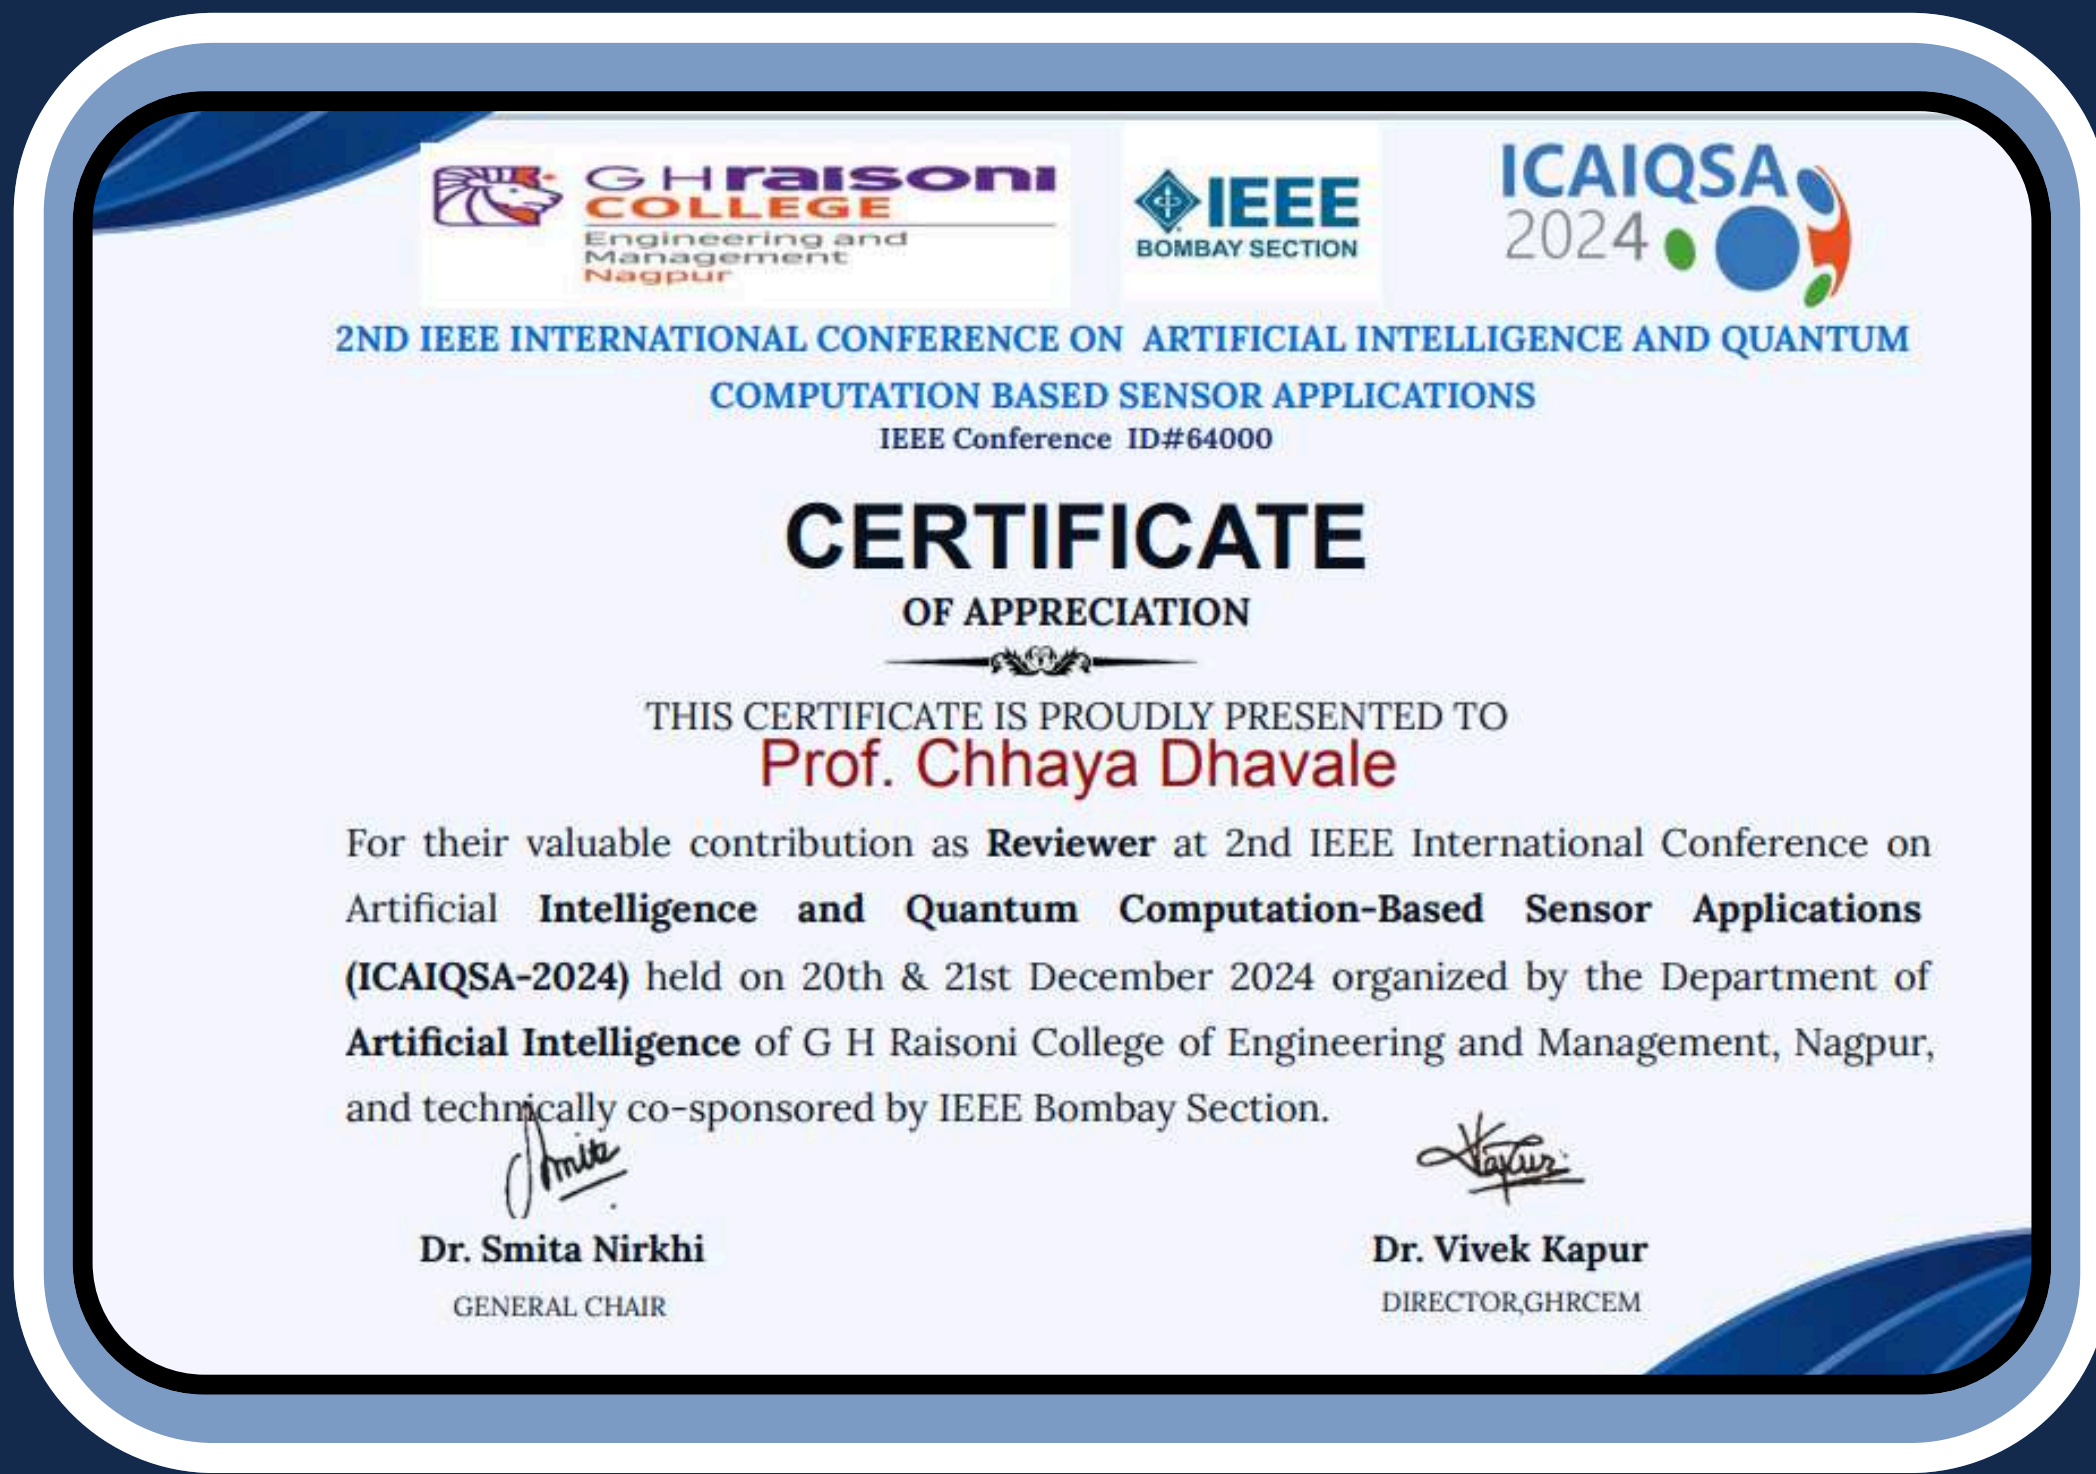 G H raisoni
COLLEGE
Engineering and
Management
Nagpur
IEEE
BOMBAY SECTION
ICAIQSA
2024
2ND IEEE INTERNATIONAL CONFERENCE ON ARTIFICIAL INTELLIGENCE AND QUANTUM
COMPUTATION BASED SENSOR APPLICATIONS
IEEE Conference ID#64000
CERTIFICATE
OF APPRECIATION
THIS CERTIFICATE IS PROUDLY PRESENTED TO
Prof. Chhaya Dhavale
For their valuable contribution as Reviewer at 2nd IEEE International Conference on
Artificial Intelligence and Quantum Computation-Based Sensor Applications
(ICAIQSA-2024) held on 20th & 21st December 2024 organized by the Department of
Artificial Intelligence of G H Raisoni College of Engineering and Management, Nagpur,
and technically co-sponsored by IEEE Bombay Section.
Smita
VKapur
Dr. Smita Nirkhi
GENERAL CHAIR
Dr. Vivek Kapur
DIRECTOR,GHRCEM